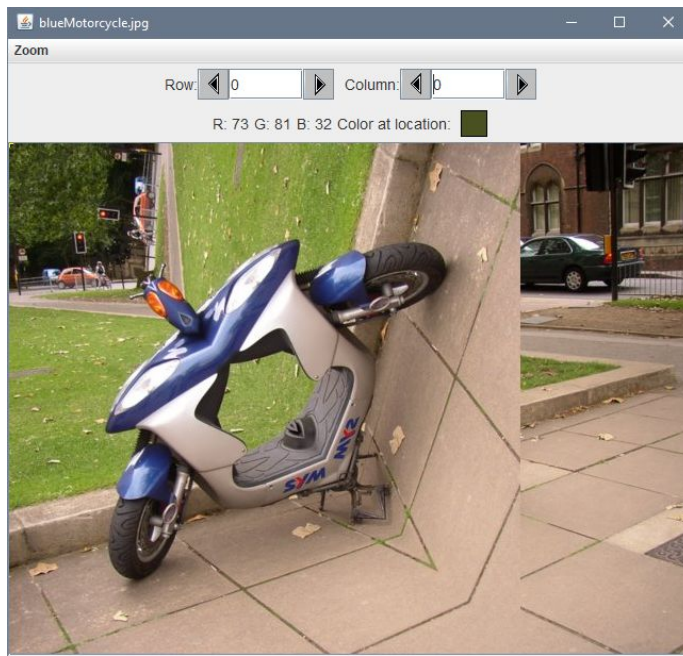 blueMotorcycle.jpg
Zoom
Row: 0 Column: 0
R: 73 G: 81 B: 32 Color at location:
SYM
SYM